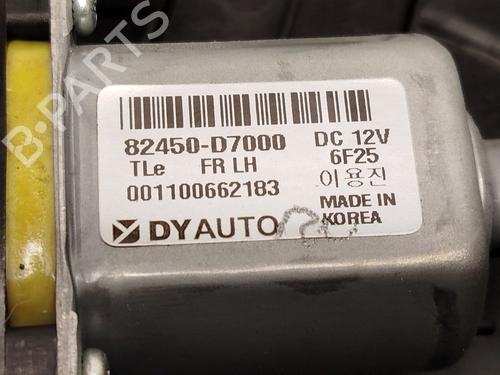 82450-D7000 DC 12V
TLe FR LH 6F25
001100662183 이용진
DYAUTO MADE IN KOREA
B-PARTS